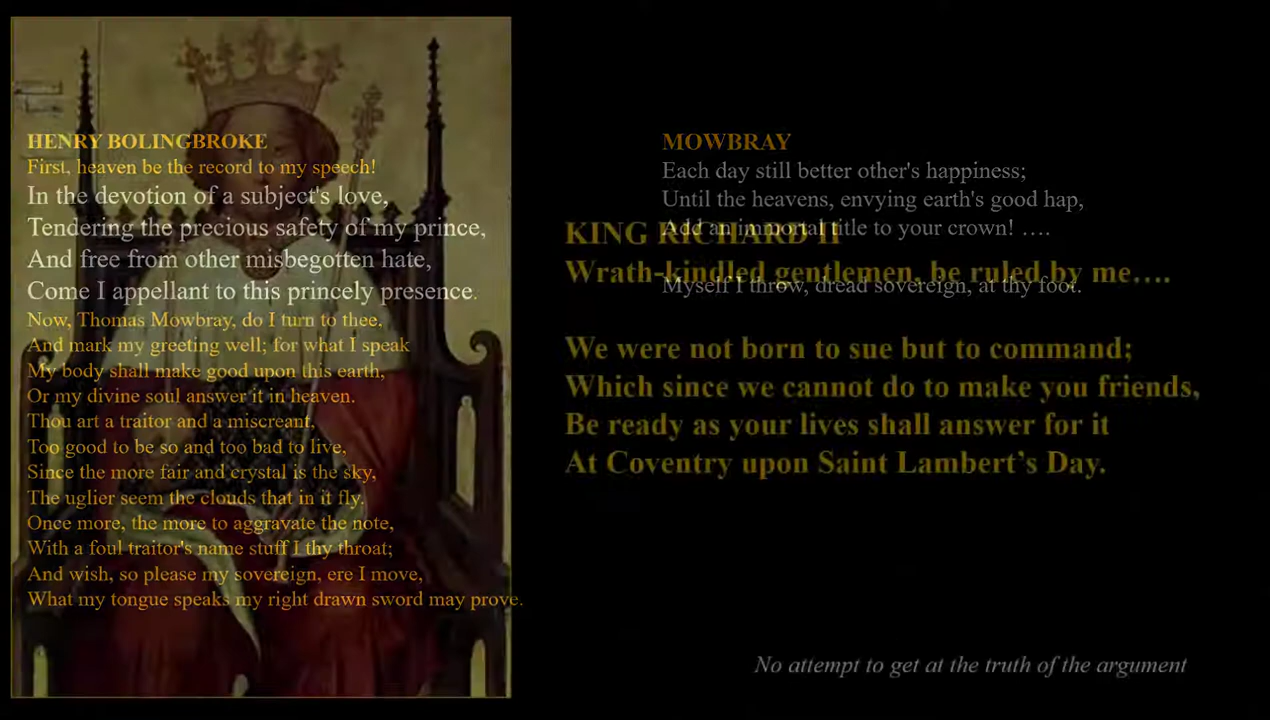 HENRY BOLINGBROKE
First, heaven be the record to my speech!
In the devotion of a subject's love,
Tendering the precious safety of my prince,
And free from other misbegotten hate,
Come I appellant to this princely presence.
Now, Thomas Mowbray, do I turn to thee,
And mark my greeting well; for what I speak
My body shall make good upon this earth,
Or my divine soul answer it in heaven.
Thou art a traitor and a miscreant,
Too good to be so and too bad to live,
Since the more fair and crystal is the sky,
The uglier seem the clouds that in it fly.
Once more, the more to aggravate the note,
With a foul traitor's name stuff I thy throat;
And wish, so please my sovereign, ere I move,
What my tongue speaks my right drawn sword may prove.
MOWBRAY
Each day still better other's happiness;
Until the heavens, envying earth's good hap,
Add an immortal title to your crown! ….
Myself I throw, dread sovereign, at thy foot.
KING RICHARD II
Wrath-kindled gentlemen, be ruled by me….
We were not born to sue but to command;
Which since we cannot do to make you friends,
Be ready as your lives shall answer for it
At Coventry upon Saint Lambert’s Day.
No attempt to get at the truth of the argument